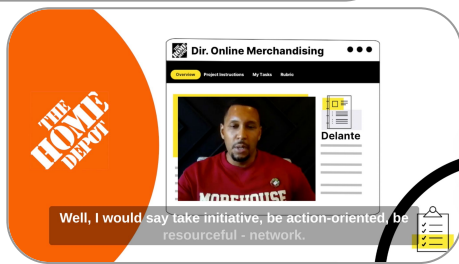 THE
HOME
DEPOT
Dir. Online Merchandising
Overview Project Instructions My Tasks Rubric
Delante
MOREHOUSE
Well, I would say take initiative, be action-oriented, be
resourceful - network.